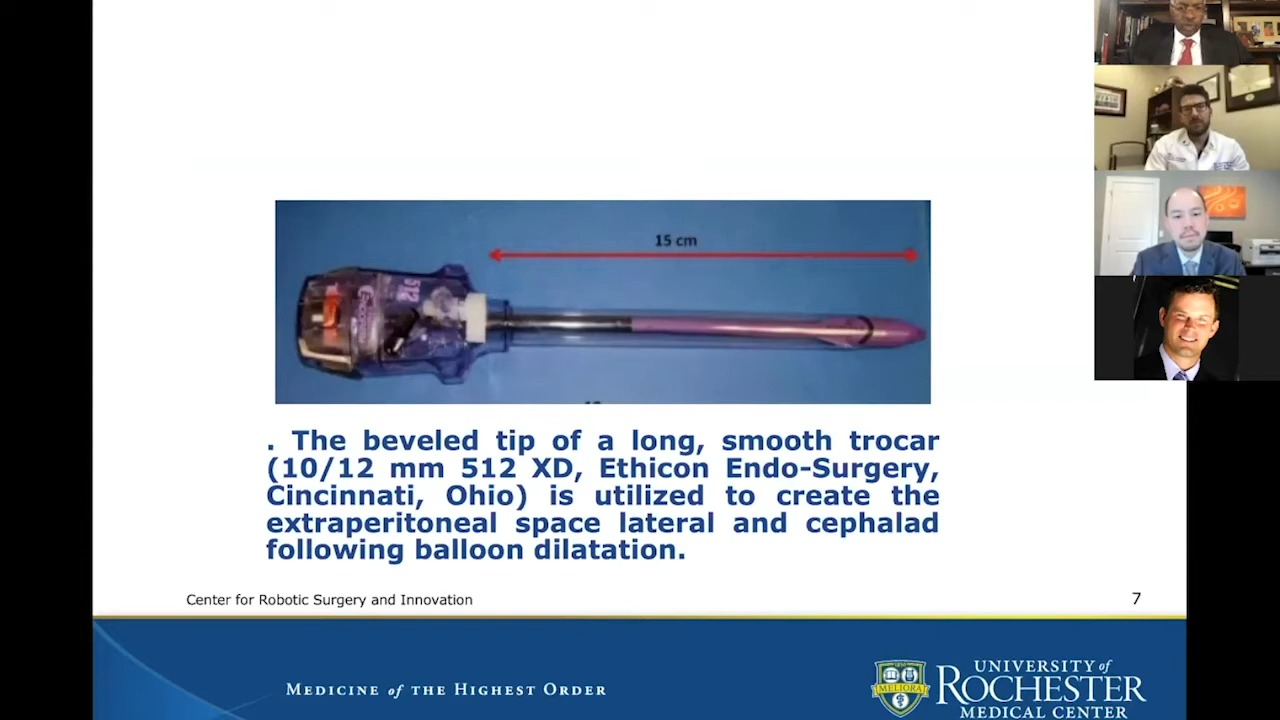 15 cm
512
. The beveled tip of a long, smooth trocar
(10/12 mm 512 XD, Ethicon Endo-Surgery,
Cincinnati, Ohio) is utilized to create the
extraperitoneal space lateral and cephalad
following balloon dilatation.
Center for Robotic Surgery and Innovation
7
MEDICINE of THE HIGHEST ORDER
MELIORA
UNIVERSITY of
ROCHESTER
MEDICAL CENTER